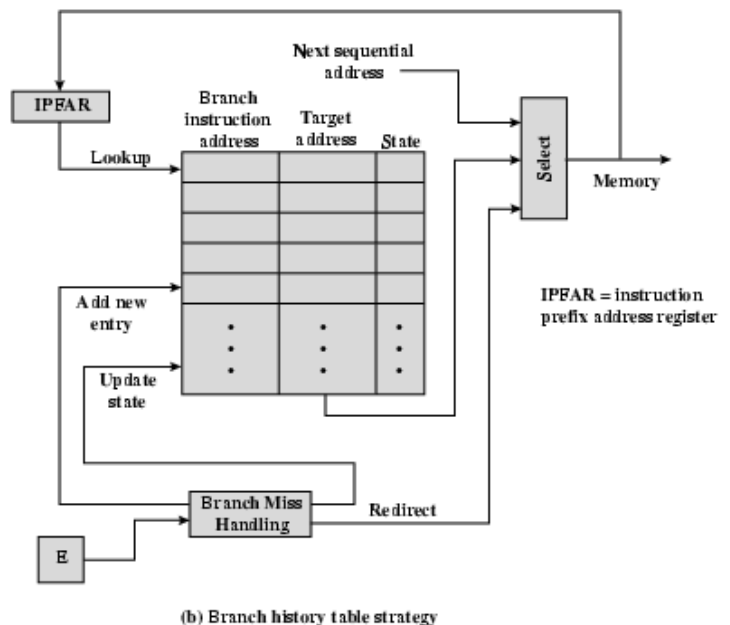 Next sequential
address
IPFAR
Branch
instruction
address
Target
address
State
Lookup
Select
Memory
Add new
entry
IPFAR = instruction
prefix address register
Update
state
Branch Miss
Handling
Redirect
E
(b) Branch history table strategy